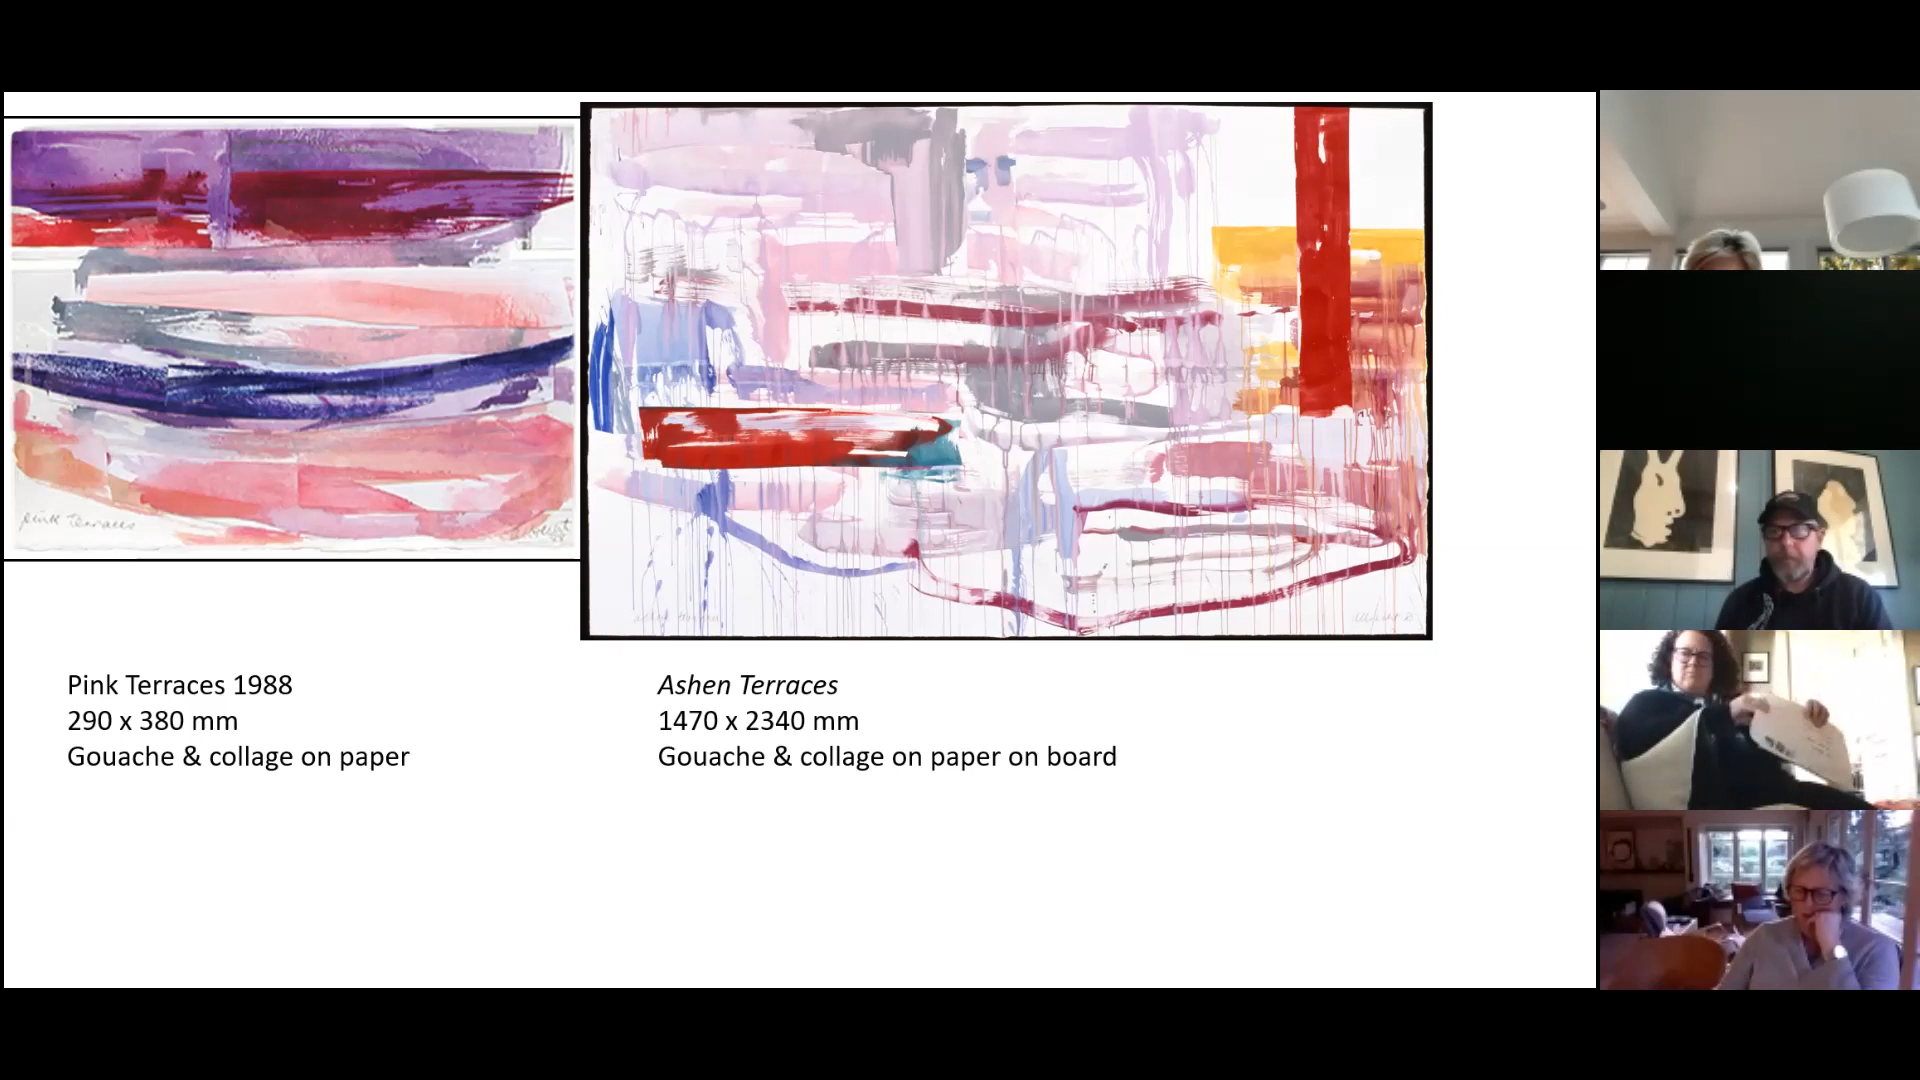 pink terraces
Pink Terraces 1988
290 x 380 mm
Gouache & collage on paper
Ashen Terraces
1470 x 2340 mm
Gouache & collage on paper on board